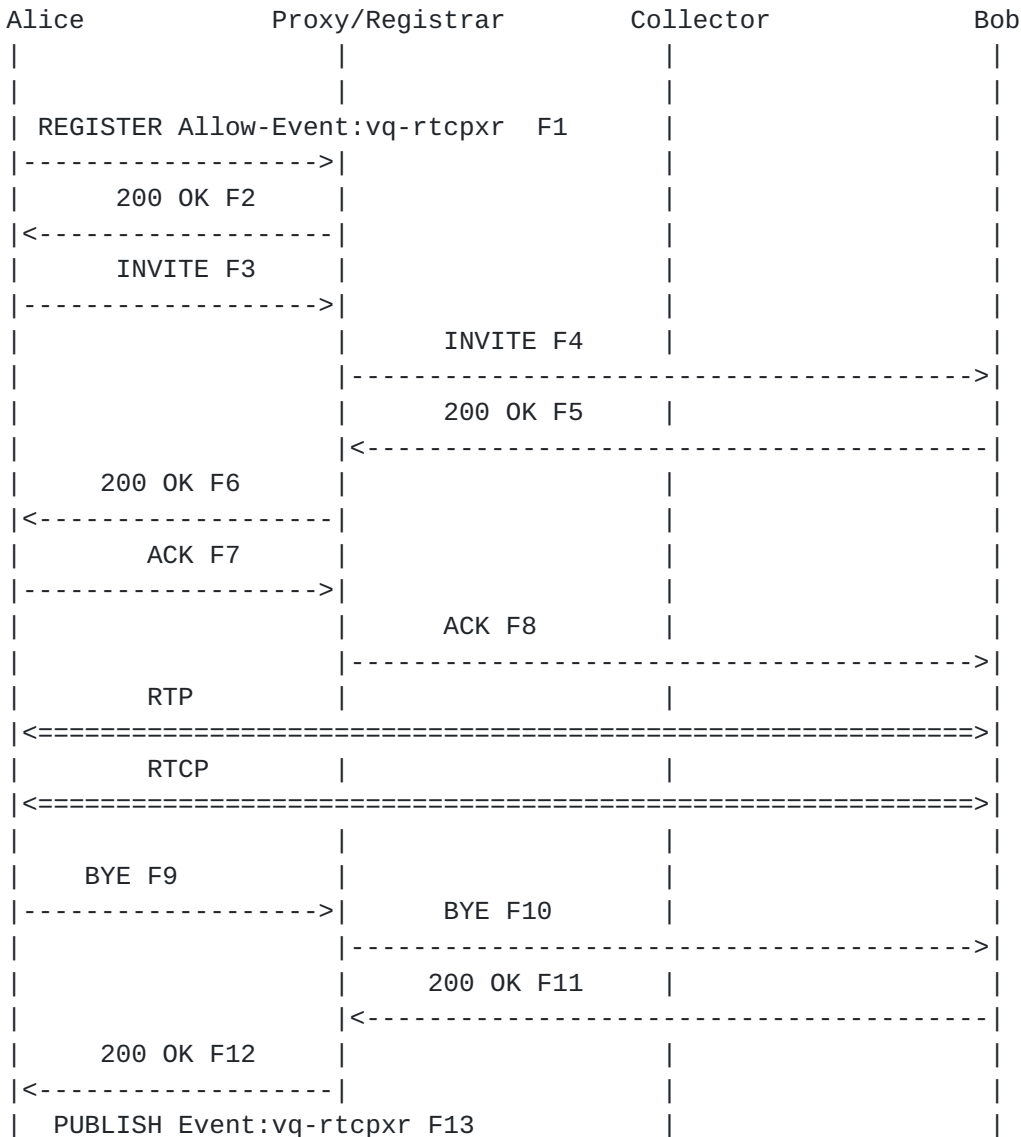 Alice            Proxy/Registrar        Collector             Bob
|                    |                    |                    |
|                    |                    |                    |
| REGISTER Allow-Event:vq-rtcpxr  F1      |                    |
|------------------->|                    |                    |
|      200 OK F2     |                    |                    |
|<-------------------|                    |                    |
|      INVITE F3     |                    |                    |
|------------------->|                    |                    |
|                    |      INVITE F4     |                    |
|                    |---------------------------------------->|
|                    |      200 OK F5     |                    |
|                    |<----------------------------------------|
|     200 OK F6      |                    |                    |
|<-------------------|                    |                    |
|        ACK F7      |                    |                    |
|------------------->|                    |                    |
|                    |      ACK F8        |                    |
|                    |---------------------------------------->|
|        RTP         |                    |                    |
|<============================================================>|
|        RTCP        |                    |                    |
|<============================================================>|
|                    |                    |                    |
|    BYE F9          |                    |                    |
|------------------->|      BYE F10       |                    |
|                    |---------------------------------------->|
|                    |     200 OK F11     |                    |
|                    |<----------------------------------------|
|     200 OK F12     |                    |                    |
|<-------------------|                    |                    |
|  PUBLISH Event:vq-rtcpxr F13            |                    |